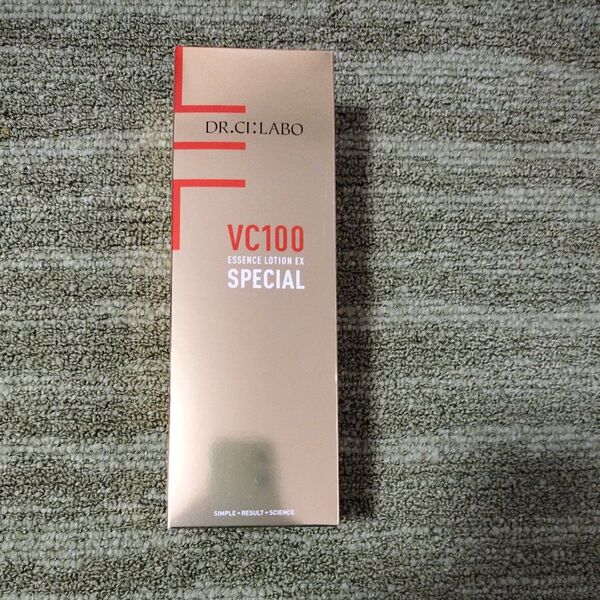 DR.CI:LABO
VC100
ESSENCE LOTION EX
SPECIAL
SIMPLE + RESULT + SCIENCE